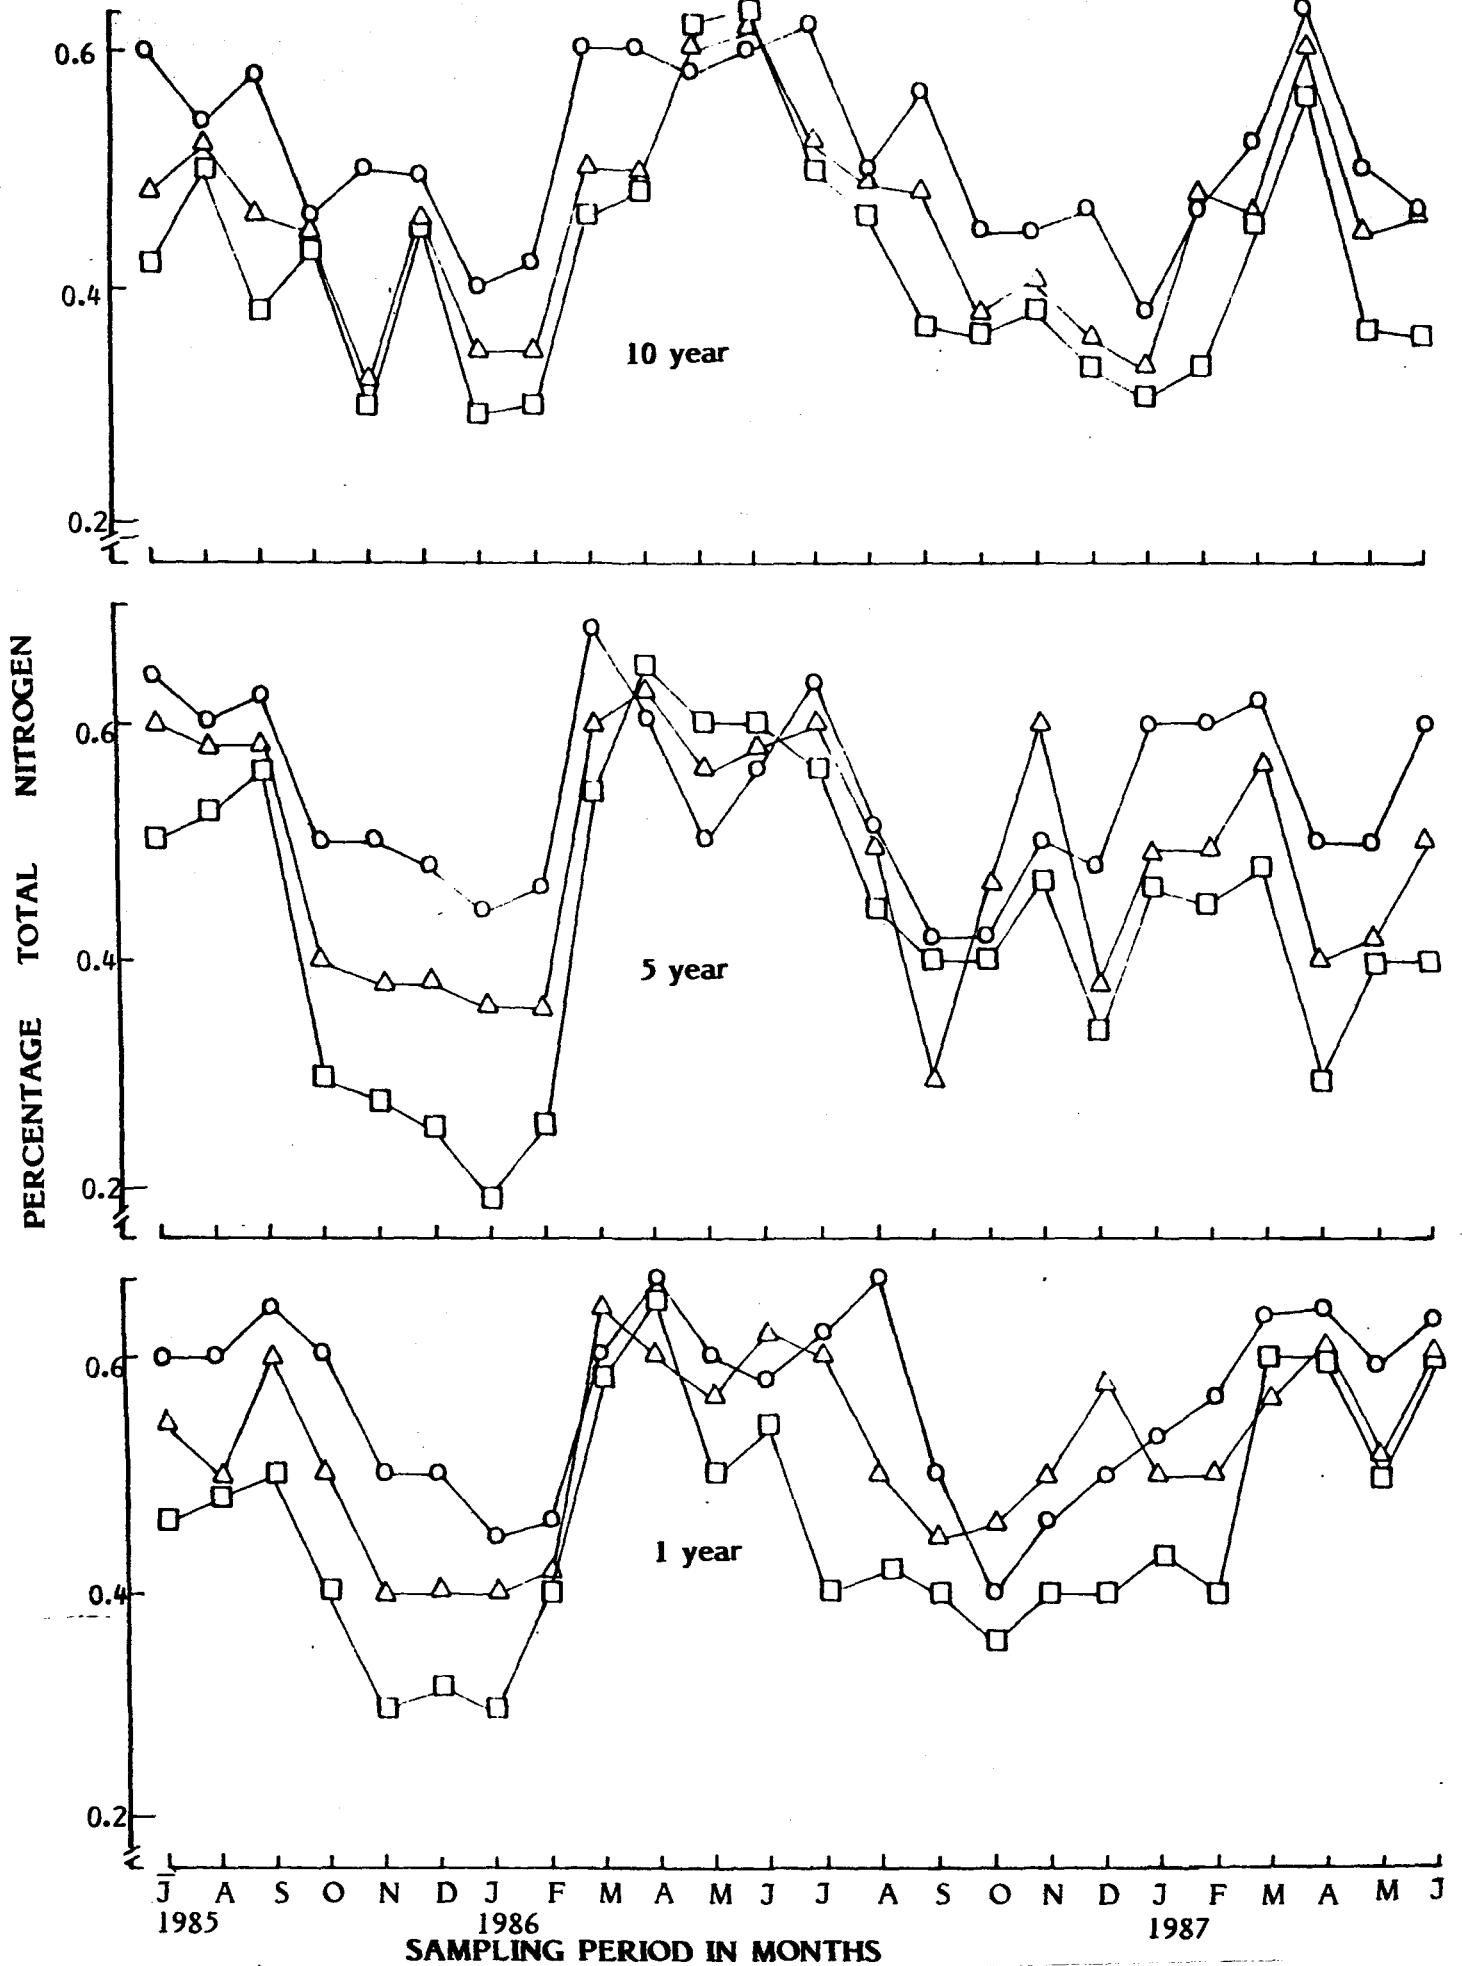 0.6
0.4
10 year
0.2
PERCENTAGE TOTAL NITROGEN
0.6
0.4
5 year
0.2
0.6
1 year
0.4
0.2
J A S O N D J F M A M J J A S O N D J F M A M J
1985 1986 1987
SAMPLING PERIOD IN MONTHS